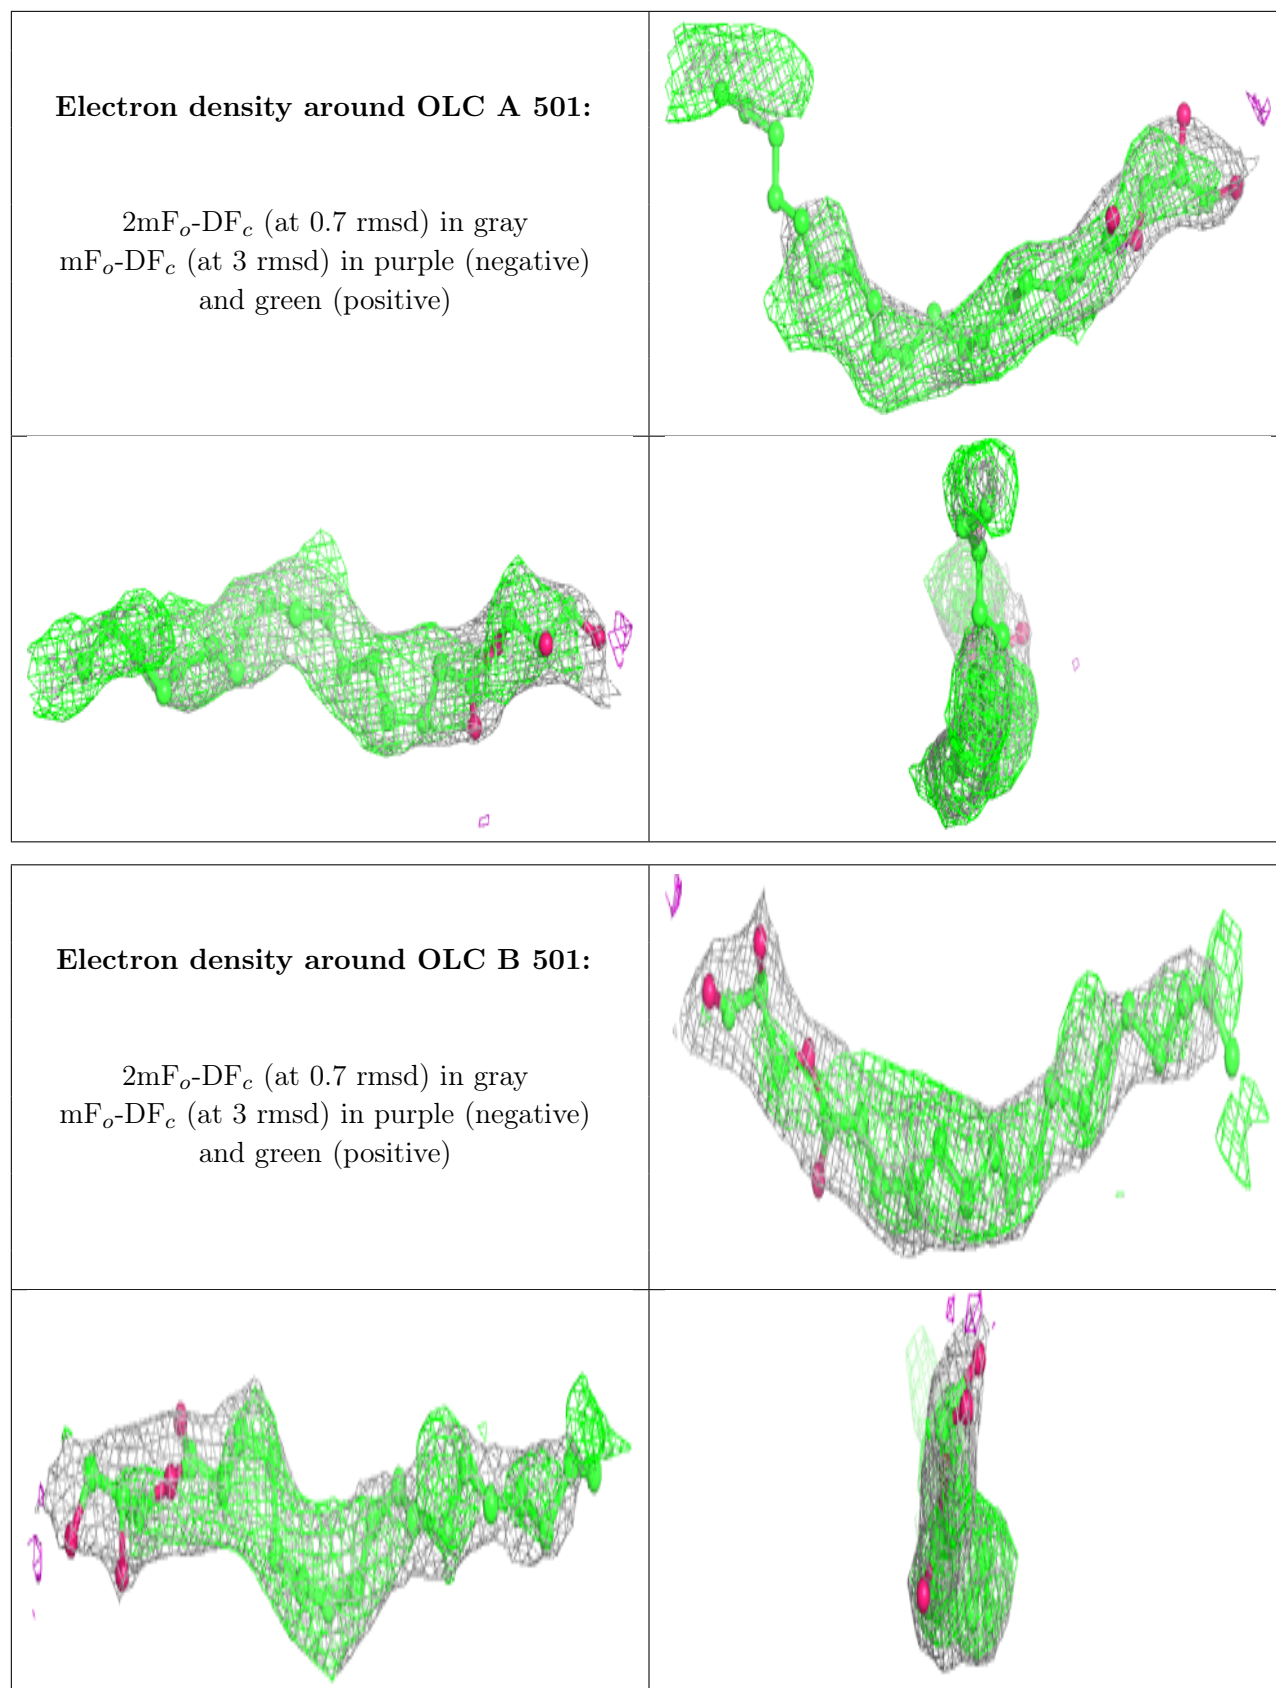 Electron density around OLC A 501:
2mFₒ-DF𝒸 (at 0.7 rmsd) in gray
mFₒ-DF𝒸 (at 3 rmsd) in purple (negative)
and green (positive)
Electron density around OLC B 501:
2mFₒ-DF𝒸 (at 0.7 rmsd) in gray
mFₒ-DF𝒸 (at 3 rmsd) in purple (negative)
and green (positive)